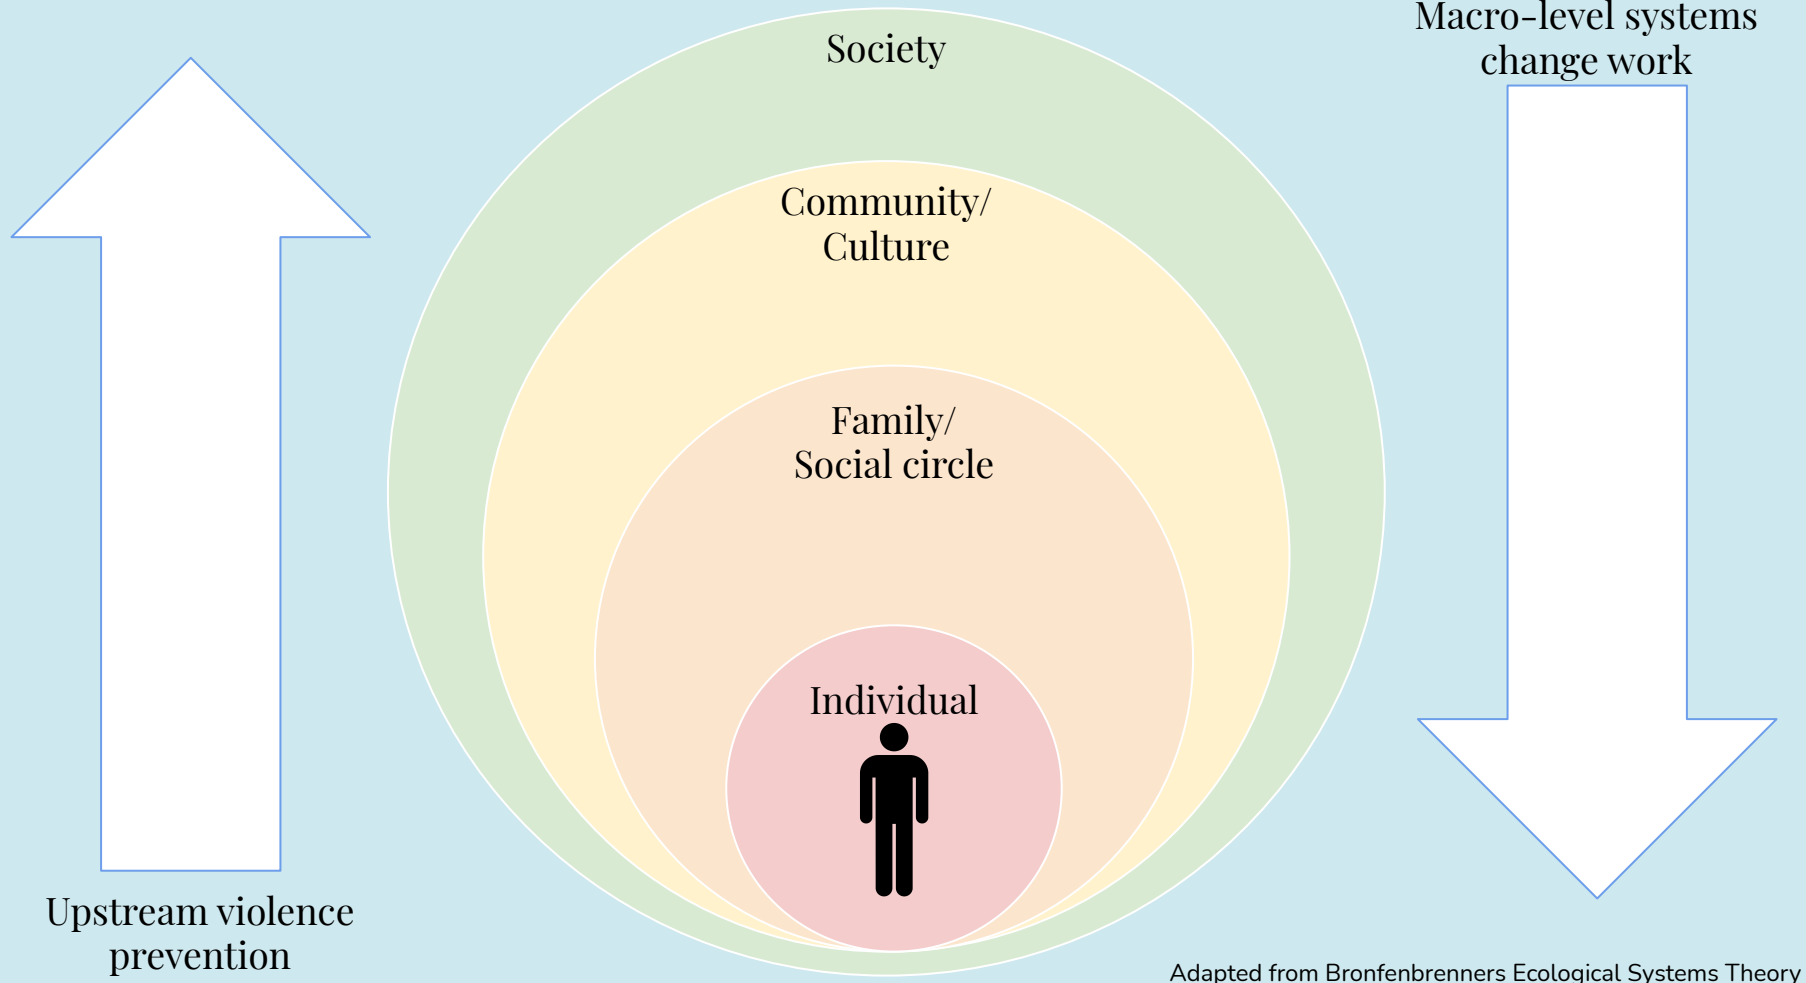 Macro-level systems
change work
Society
Community/
Culture
Family/
Social circle
Individual
Upstream violence
prevention
Adapted from Bronfenbrenners Ecological Systems Theory